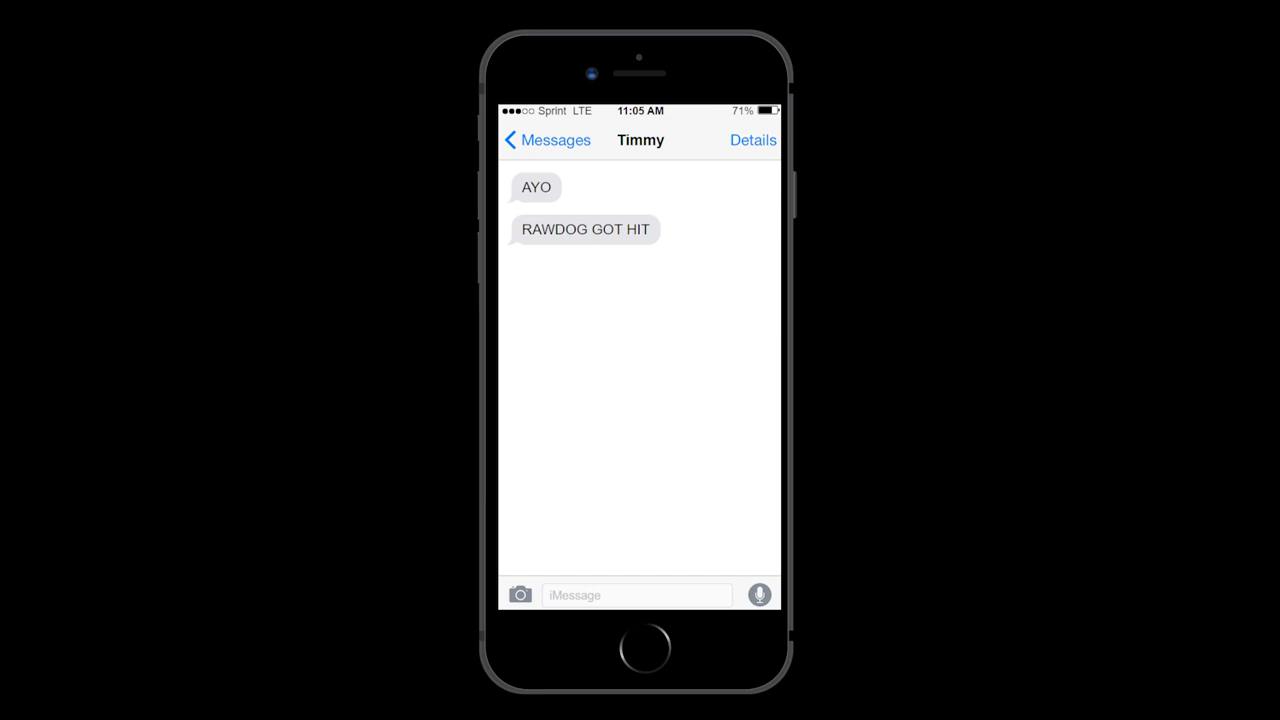 ●●●○○ Sprint LTE 11:05 AM 71%
Messages Timmy Details
AYO
RAWDOG GOT HIT
iMessage